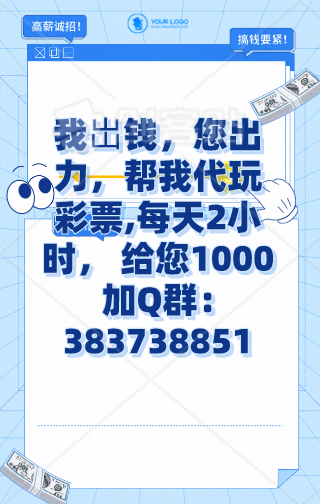 高薪诚招！
YOUR LOGO
搞钱要紧！
我出钱，您出
力，帮我代玩
彩票,每天2小
时， 给您1000
加Q群：
383738851